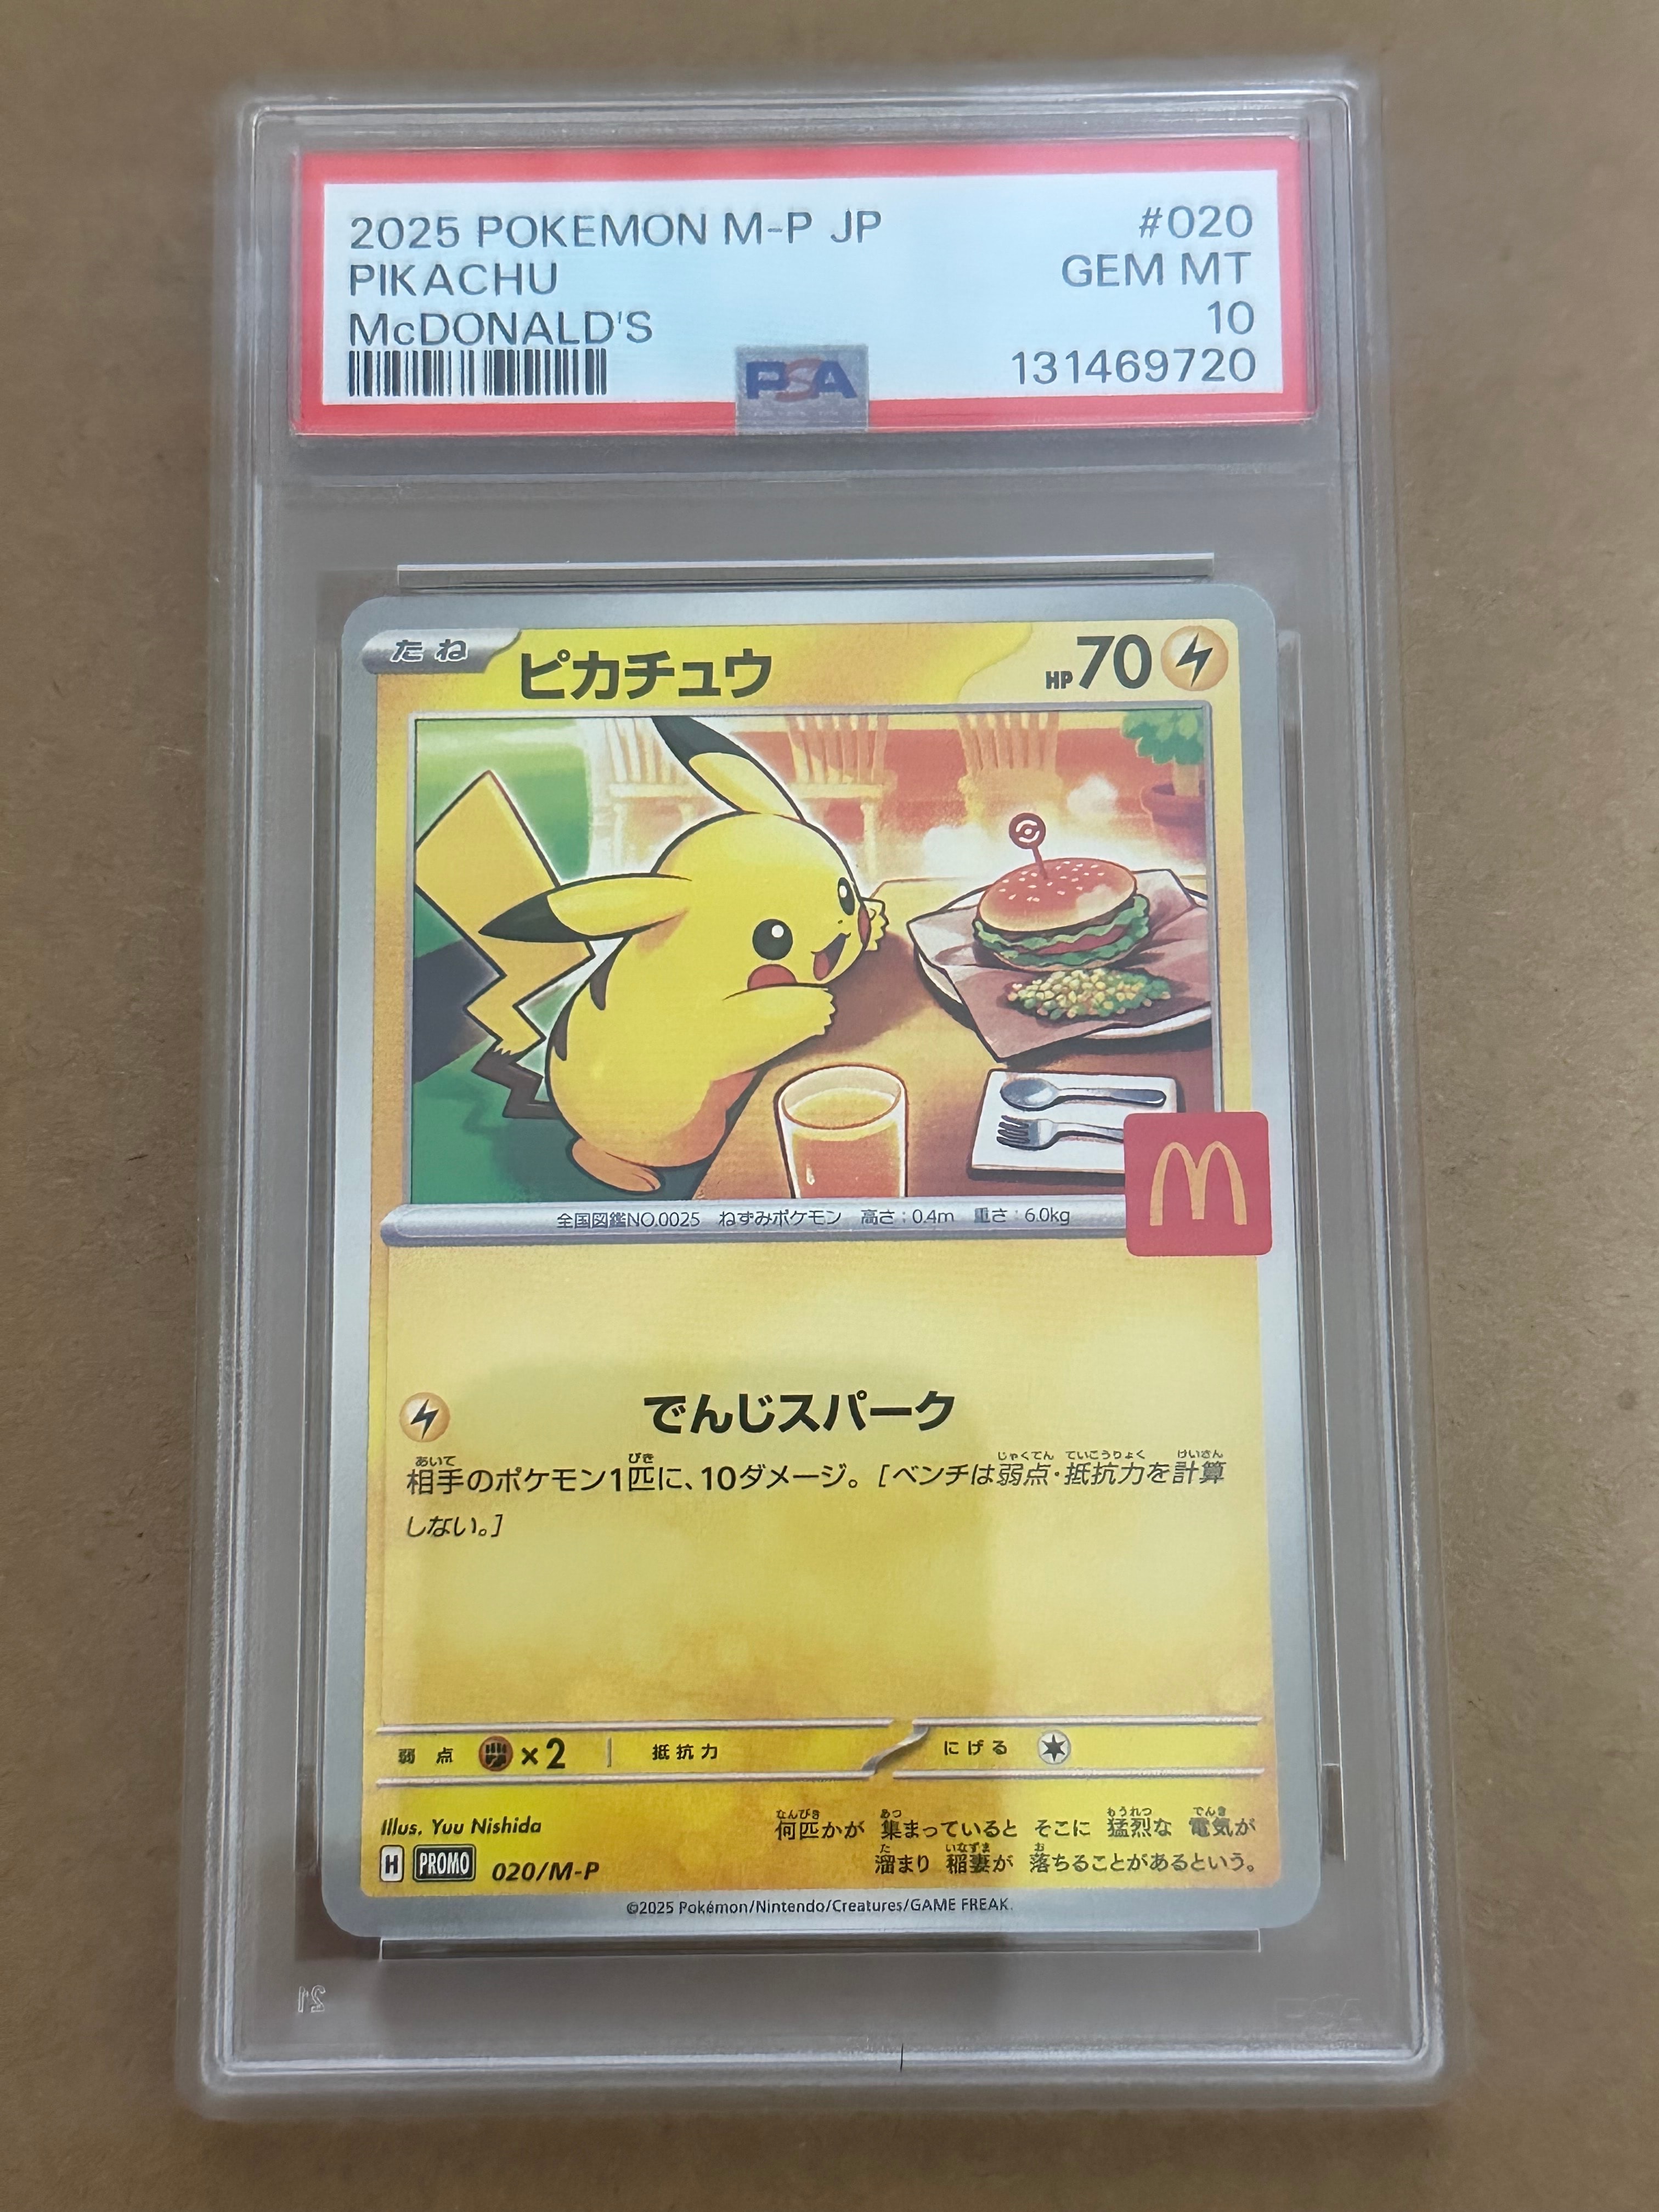 2025 POKEMON M-P JP #020
PIKACHU GEM MT
McDONALD'S 10
131469720
PSA
たね ピカチュウ HP70
全国図鑑NO.0025 ねずみポケモン 高さ:0.4m 重さ:6.0kg
でんじスパーク
相手のポケモン1匹に、10ダメージ。[ベンチは弱点・抵抗力を計算
しない。]
弱点 ×2 抵抗力 にげる
Illus. Yuu Nishida
何匹かが 集まっていると そこに 猛烈な 電気が
溜まり 稲妻が 落ちることがあるという。
H PROMO 020/M-P
©2025 Pokémon/Nintendo/Creatures/GAME FREAK.
PSA